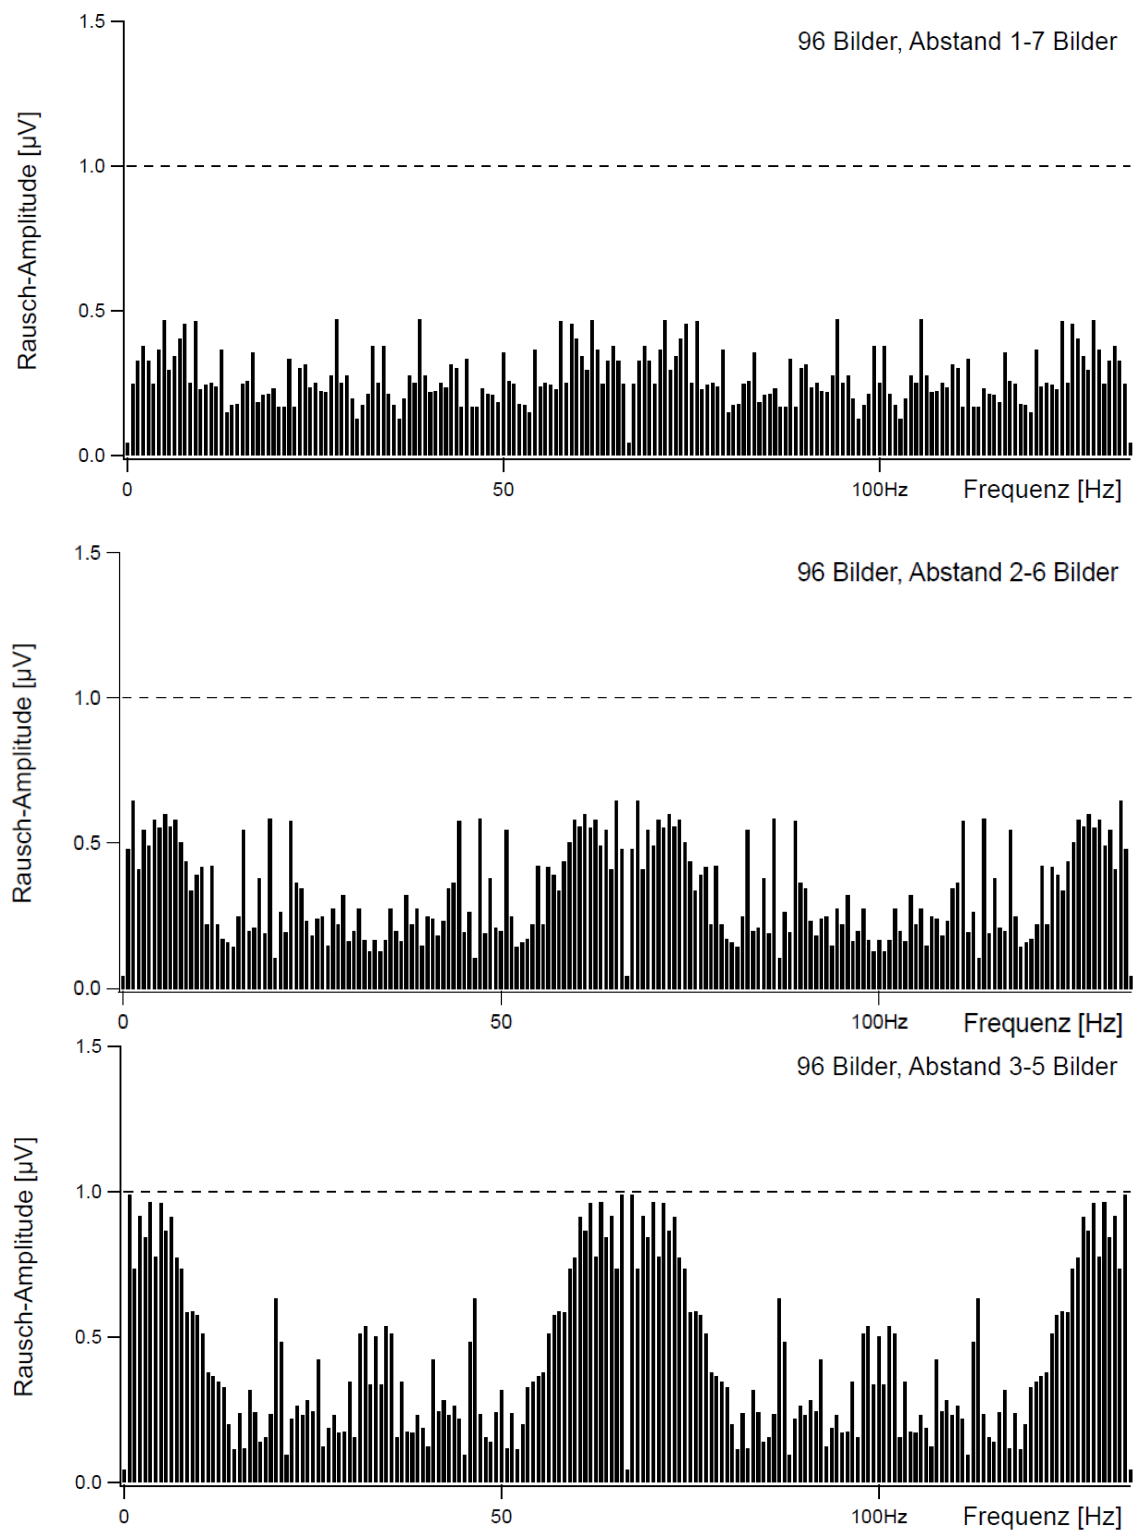 1.5
96 Bilder, Abstand 1-7 Bilder
Rausch-Amplitude [µV]
1.0
0.5
0.0
0
50
100Hz
Frequenz [Hz]
1.5
96 Bilder, Abstand 2-6 Bilder
Rausch-Amplitude [µV]
1.0
0.5
0.0
0
50
100Hz
Frequenz [Hz]
1.5
96 Bilder, Abstand 3-5 Bilder
Rausch-Amplitude [µV]
1.0
0.5
0.0
0
50
100Hz
Frequenz [Hz]